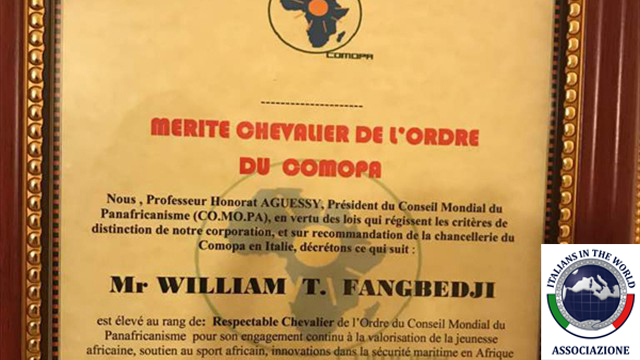 COMOPA
MERITE CHEVALIER DE L'ORDRE
DU COMOPA
Nous , Professeur Honorat AGUESSY, Président du Conseil Mondial du
Panafricanisme (CO.MO.PA), en vertu des lois qui régissent les critères de
distinction de notre corporation, et sur recommandation de la chancellerie du
Comopa en Italie, décrétons ce qui suit :
Mr WILLIAM T. FANGBEDJI
est élevé au rang de: Respectable Chevalier de l'Ordre du Conseil Mondial du
Panafricanisme pour son engagement continu à la valorisation de la jeunesse
africaine, soutien au sport africain, innovations dans la sécurité maritime en Afrique
ITALIANS IN THE WORLD
ASSOCIAZIONE